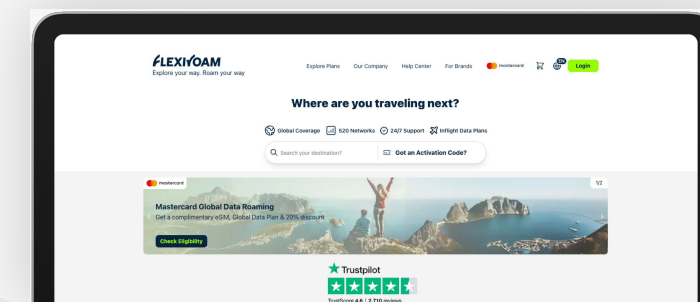 FLEXIROAM
Explore your way. Roam your way
Explore Plans Our Company Help Center For Brands mastercard EN Login
Where are you traveling next?
Global Coverage 520 Networks 24/7 Support Inflight Data Plans
Search your destination? Got an Activation Code?
mastercard 1/2
Mastercard Global Data Roaming
Get a complimentary eSIM, Global Data Plan & 20% discount
Check Eligibility
Trustpilot
TrustScore 4.6 | 2,710 reviews